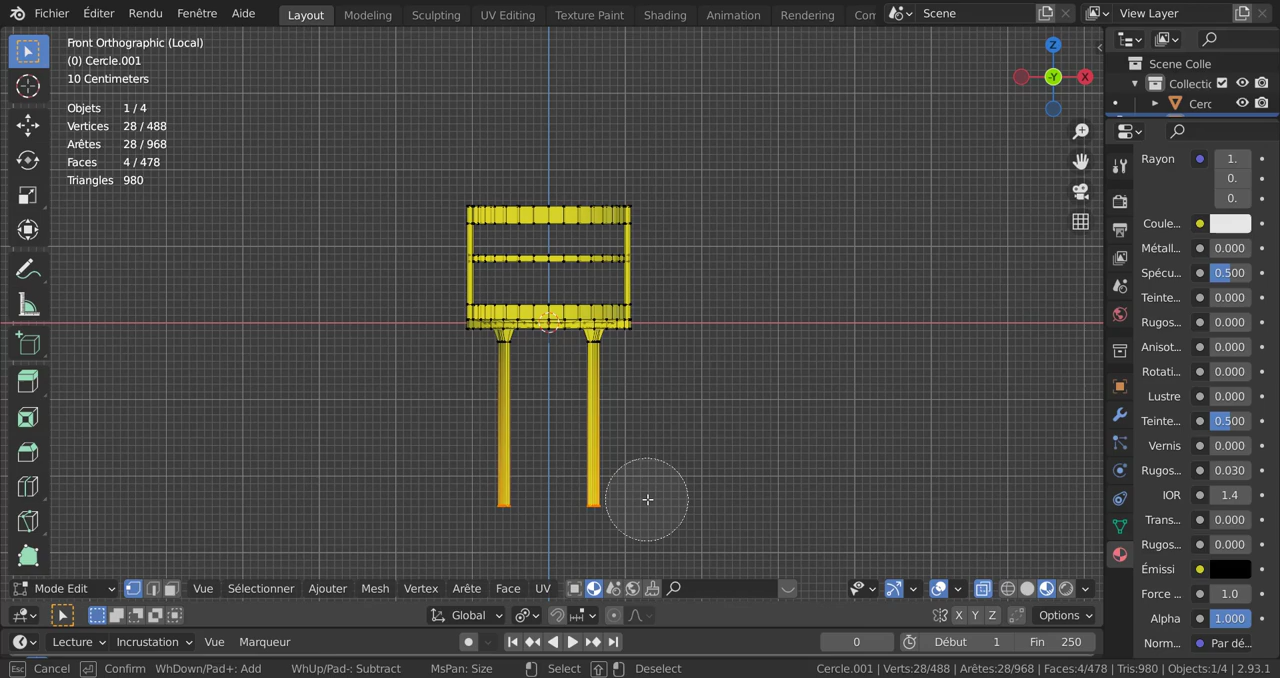 Fichier Éditer Rendu Fenêtre Aide Layout Modeling Sculpting UV Editing Texture Paint Shading Animation Rendering Com Scene View Layer
Front Orthographic (Local)
(0) Cercle.001
10 Centimeters
Objets 1 / 4
Vertices 28 / 488
Arêtes 28 / 968
Faces 4 / 478
Triangles 980
Z
-Y
X
Scene Colle
Collectic
Cerc
Rayon 1.
0.
0.
Coule...
Métall... 0.000
Spécu... 0.500
Teinte... 0.000
Rugos... 0.000
Anisot... 0.000
Rotati... 0.000
Lustre 0.000
Teinte... 0.500
Vernis 0.000
Rugos... 0.030
IOR 1.4
Trans... 0.000
Rugos... 0.000
Émissi
Force ... 1.0
Alpha 1.000
Norm... Par dé.
Mode Edit Vue Sélectionner Ajouter Mesh Vertex Arête Face UV
Global X Y Z Options
Lecture Incrustation Vue Marqueur 0 Début 1 Fin 250
Esc Cancel Confirm WhDown/Pad+: Add WhUp/Pad-: Subtract MsPan: Size Select Deselect Cercle.001 | Verts:28/488 | Arêtes:28/968 | Faces:4/478 | Tris:980 | Objects:1/4 | 2.93.1